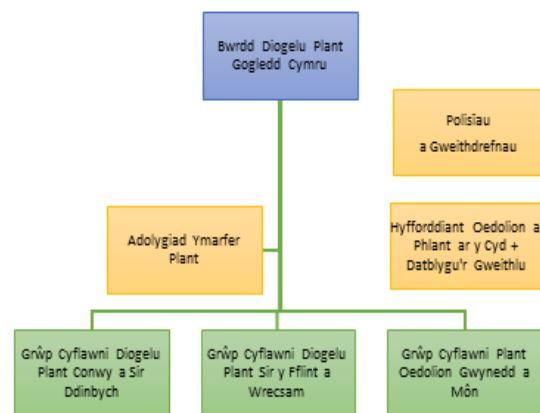 Bwrdd Diogelu Plant
Gogledd Cymru
Polisïau
a Gweithdrefnau
Adolygiad Ymarfer
Plant
Hyfforddiant Oedolion a
Phlant ar y Cyd +
Datblygu'r Gweithlu
Grŵp Cyflawni Diogelu
Plant Conwy a Sir
Ddinbych
Grŵp Cyflawni Diogelu
Plant Sir y Fflint a
Wrecsam
Grŵp Cyflawni Plant
Oedolion Gwynedd a
Môn